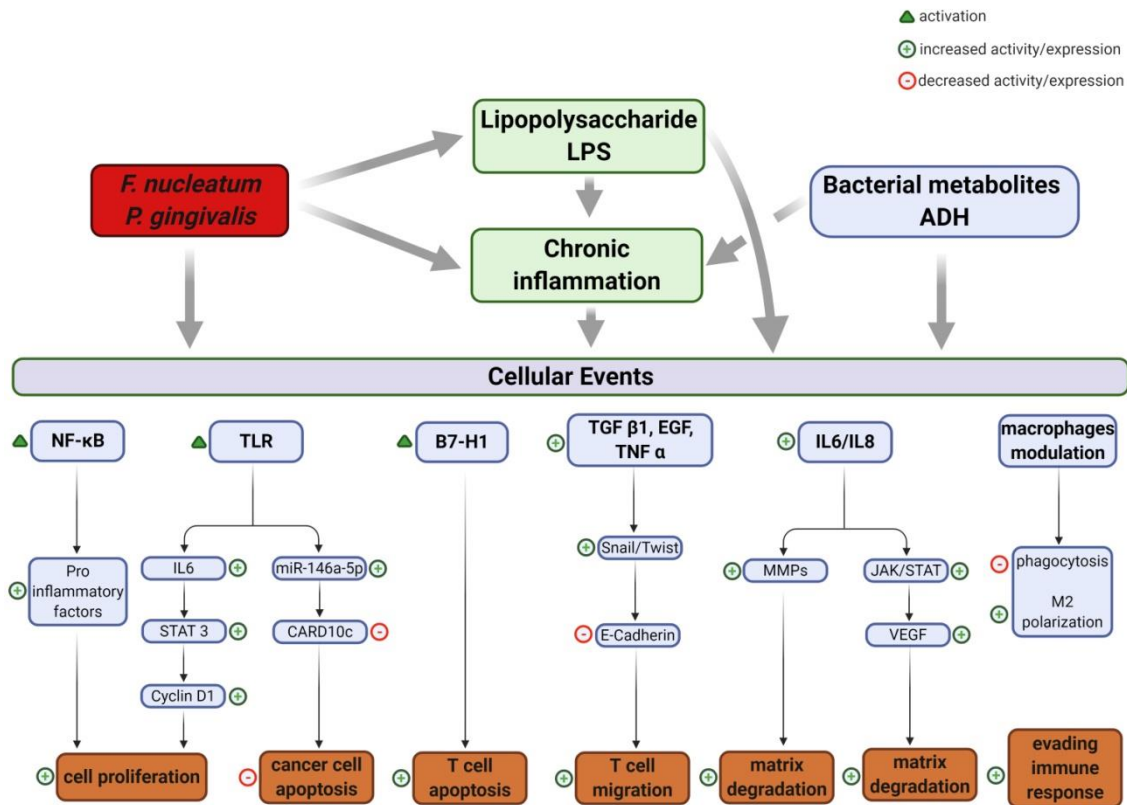 activation
+ increased activity/expression
- decreased activity/expression
Lipopolysaccharide
LPS
F. nucleatum
P. gingivalis
Bacterial metabolites
ADH
Chronic
inflammation
Cellular Events
NF-κB
TLR
B7-H1
TGF β1, EGF,
TNF α
IL6/IL8
macrophages
modulation
+
+
Pro
inflammatory
factors
+
IL6
+
STAT 3
+
Cyclin D1
+
miR-146a-5p
+
CARD10c
-
Snail/Twist
+
E-Cadherin
-
MMPs
+
JAK/STAT
+
VEGF
+
phagocytosis
-
M2
polarization
+
+ cell proliferation
- cancer cell
apoptosis
+ T cell
apoptosis
+ T cell
migration
+ matrix
degradation
+ matrix
degradation
+ evading
immune
response